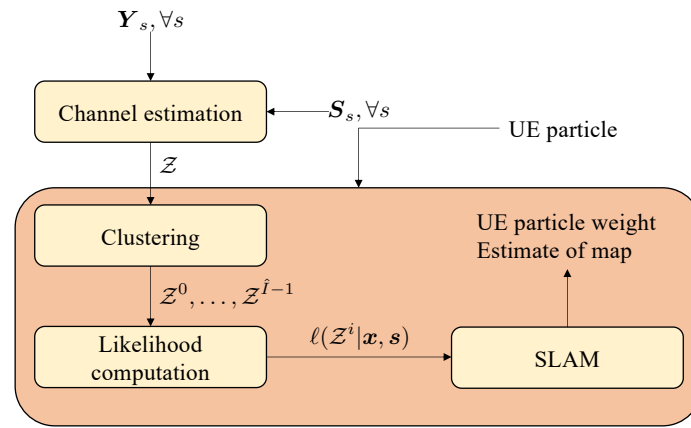 Y_s, ∀s
Channel estimation
S_s, ∀s
UE particle
𝒵
Clustering
UE particle weight
Estimate of map
𝒵^0, . . . , 𝒵^{Î−1}
Likelihood
computation
ℓ(𝒵^i|x, s)
SLAM